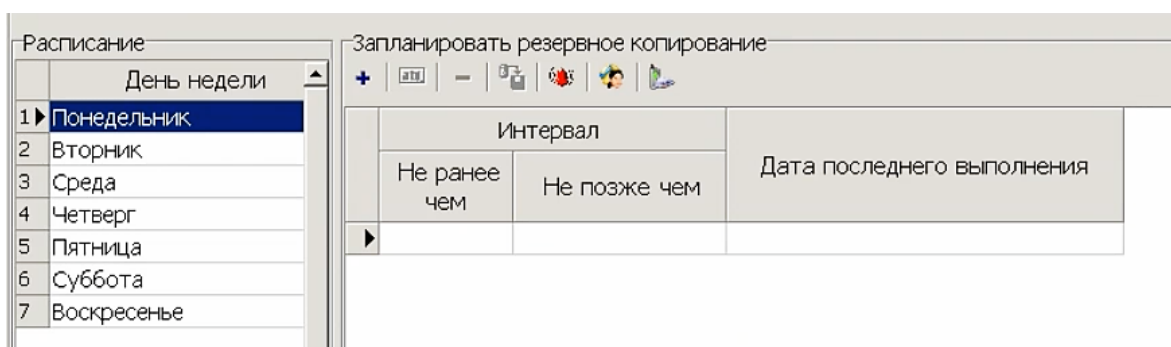 Расписание
День недели
1 Понедельник
2 Вторник
3 Среда
4 Четверг
5 Пятница
6 Суббота
7 Воскресенье
Запланировать резервное копирование
Интервал
Не ранее
чем
Не позже чем
Дата последнего выполнения